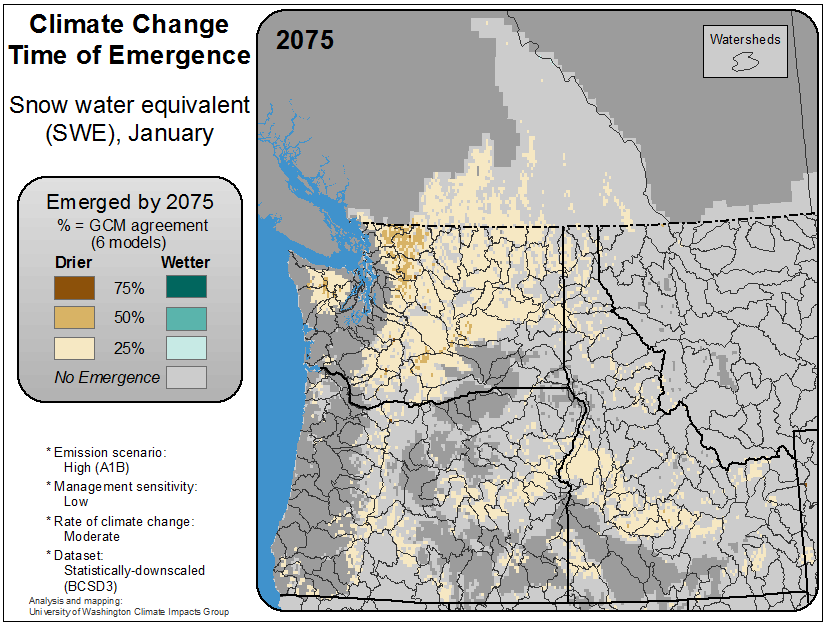 Climate Change
Time of Emergence
Snow water equivalent
(SWE), January
Emerged by 2075
% = GCM agreement
(6 models)
Drier Wetter
75%
50%
25%
No Emergence
* Emission scenario:
High (A1B)
* Management sensitivity:
Low
* Rate of climate change:
Moderate
* Dataset:
Statistically-downscaled
(BCSD3)
Analysis and mapping:
University of Washington Climate Impacts Group
2075
Watersheds